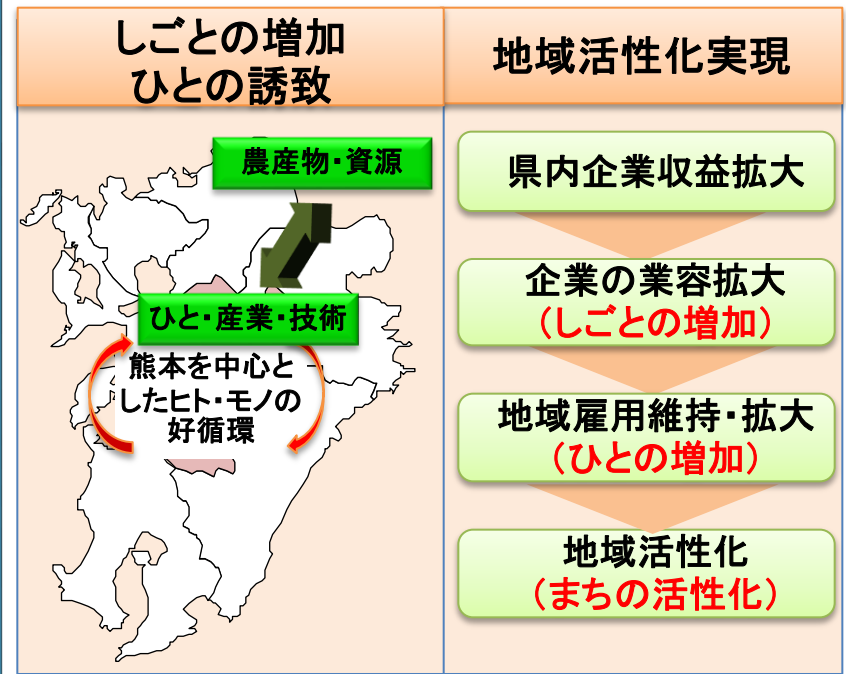 しごとの増加
ひとの誘致
農産物・資源
ひと・産業・技術
熊本を中心と
したヒト・モノの
好循環
地域活性化実現
県内企業収益拡大
企業の業容拡大
(しごとの増加)
地域雇用維持・拡大
(ひとの増加)
地域活性化
(まちの活性化)